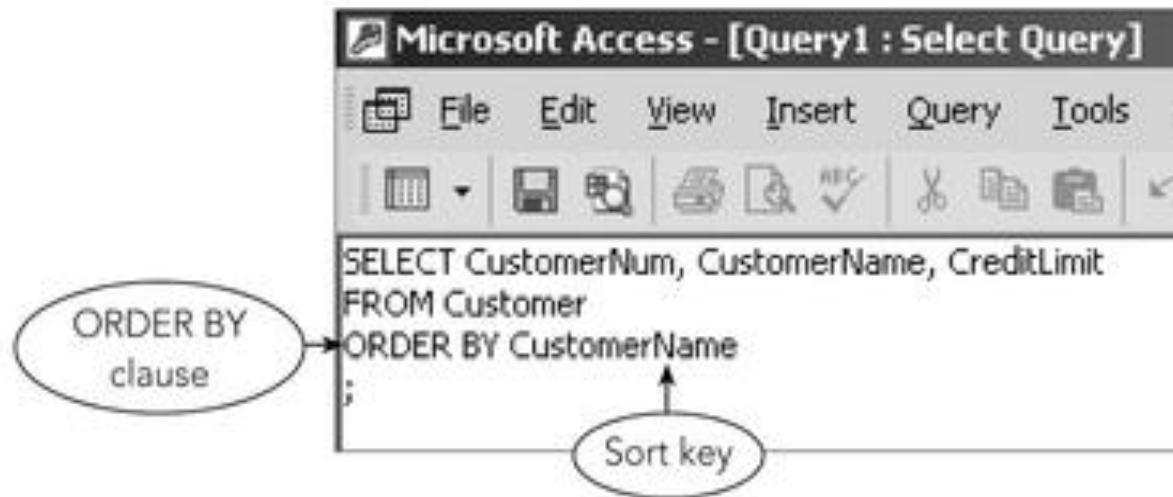 Microsoft Access - [Query1 : Select Query]
File Edit View Insert Query Tools
ABC
SELECT CustomerNum, CustomerName, CreditLimit
FROM Customer
ORDER BY CustomerName
;
ORDER BY
clause
Sort key